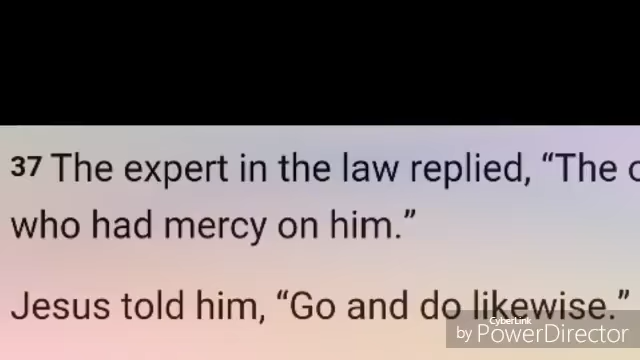 37 The expert in the law replied, “The
who had mercy on him.”
Jesus told him, “Go and do likewise.”
CyberLink
by PowerDirector